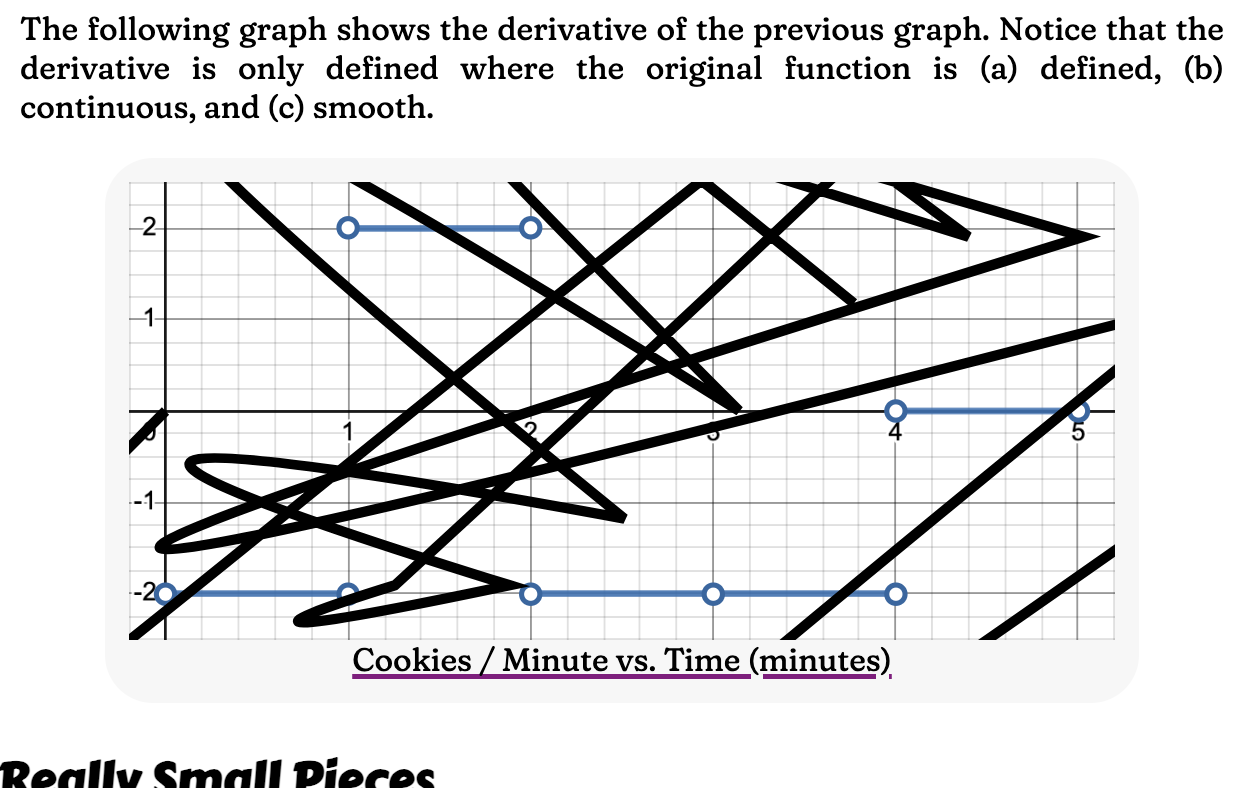 The following graph shows the derivative of the previous graph. Notice that the
derivative is only defined where the original function is (a) defined, (b)
continuous, and (c) smooth.
2
1
0 1 2 3 4 5
-1
-2
Cookies / Minute vs. Time (minutes)
Really Small Pieces